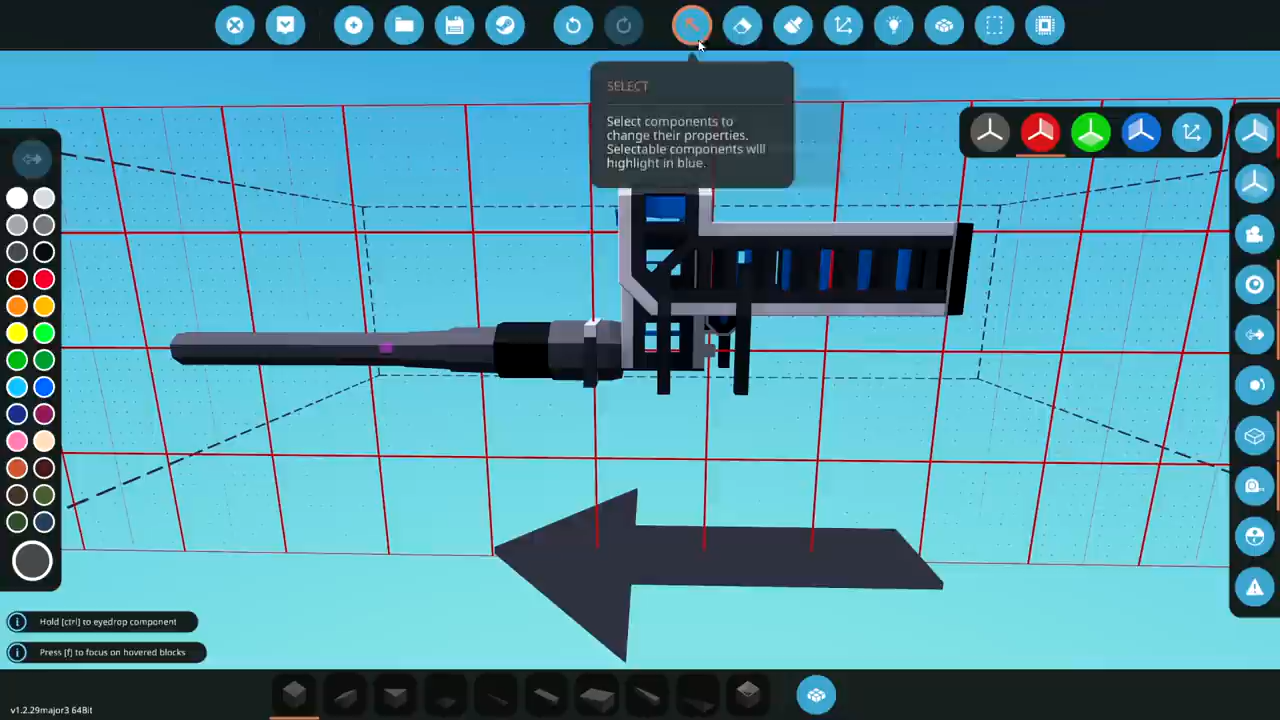 SELECT
Select components to
change their properties.
Selectable components will
highlight in blue.
Hold [ctrl] to eyedrop component
Press [f] to focus on hovered blocks
v1.2.29major3 64Bit